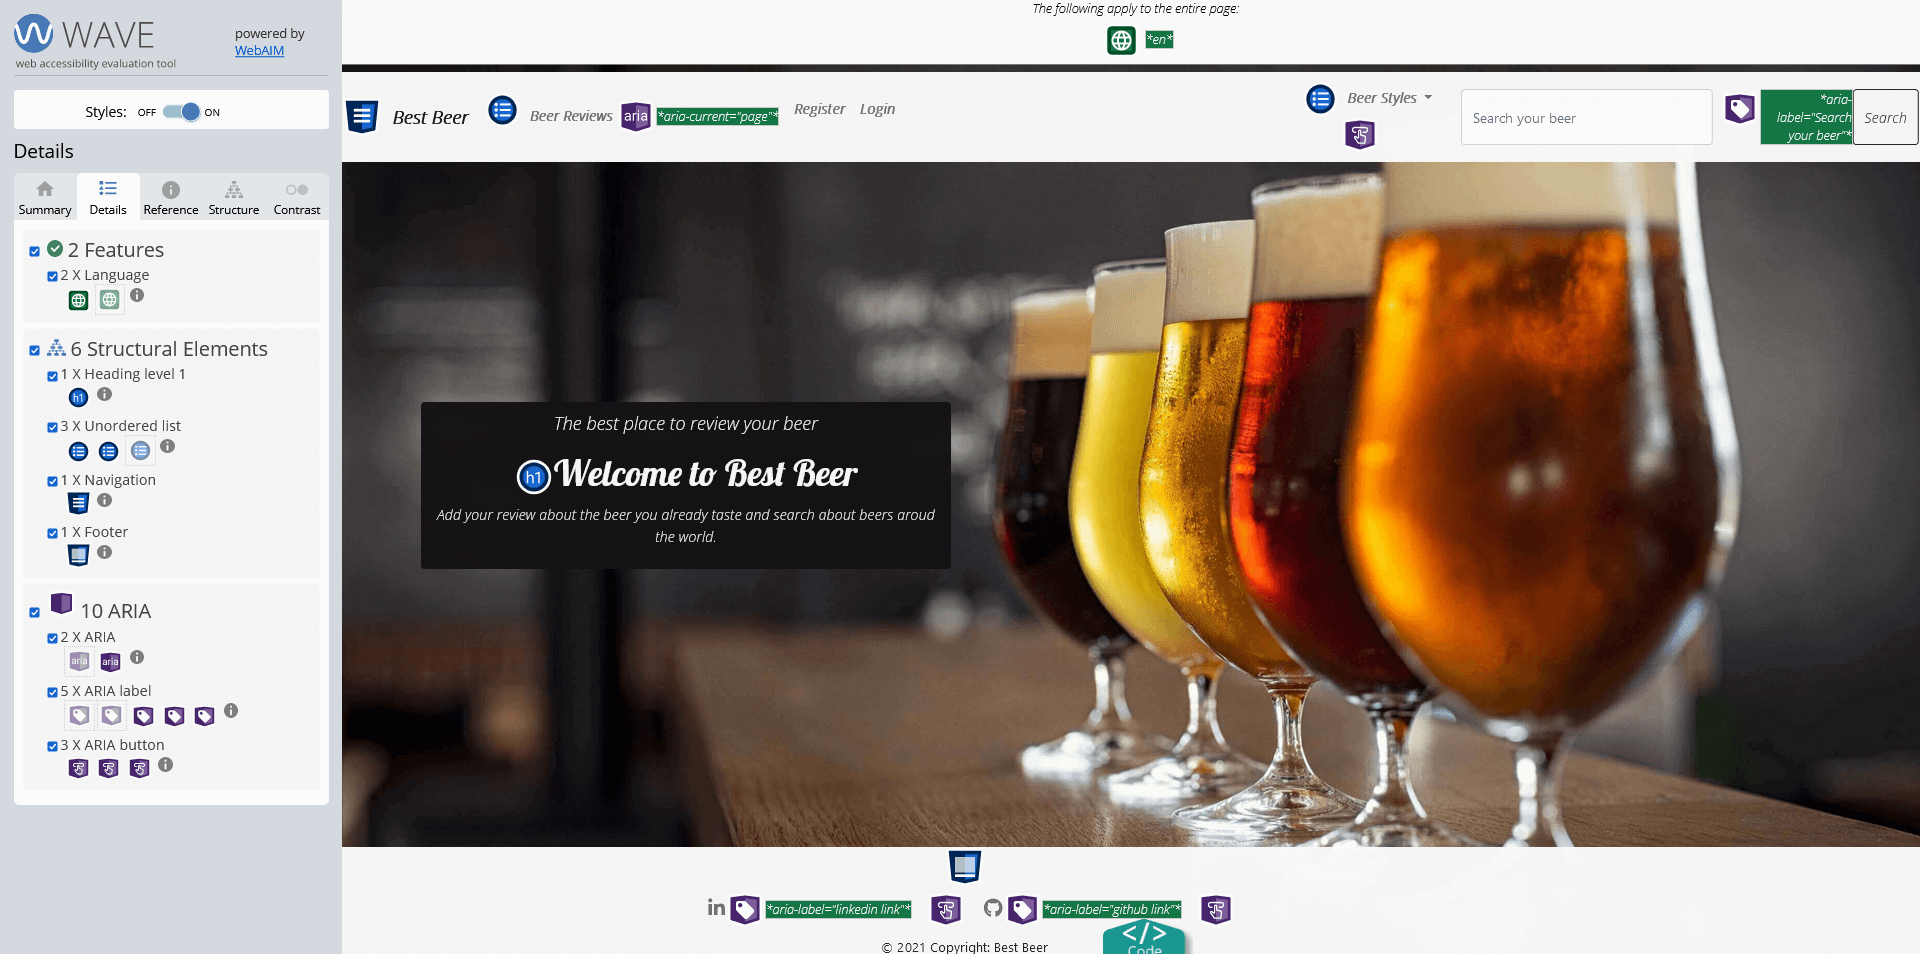 WAVE
web accessibility evaluation tool
powered by
WebAIM
Styles: OFF ON
Details
Summary Details Reference Structure Contrast
2 Features
2 X Language
6 Structural Elements
1 X Heading level 1
h1
3 X Unordered list
1 X Navigation
1 X Footer
10 ARIA
2 X ARIA
aria aria
5 X ARIA label
3 X ARIA button
The following apply to the entire page:
*en*
Best Beer Beer Reviews aria *aria-current="page"* Register Login Beer Styles
Search your beer
*aria-
label="Search
your beer"*
Search
The best place to review your beer
h1 Welcome to Best Beer
Add your review about the beer you already taste and search about beers aroud
the world.
in *aria-label="linkedin link"* *aria-label="github link"*
© 2021 Copyright: Best Beer
</> 
Code